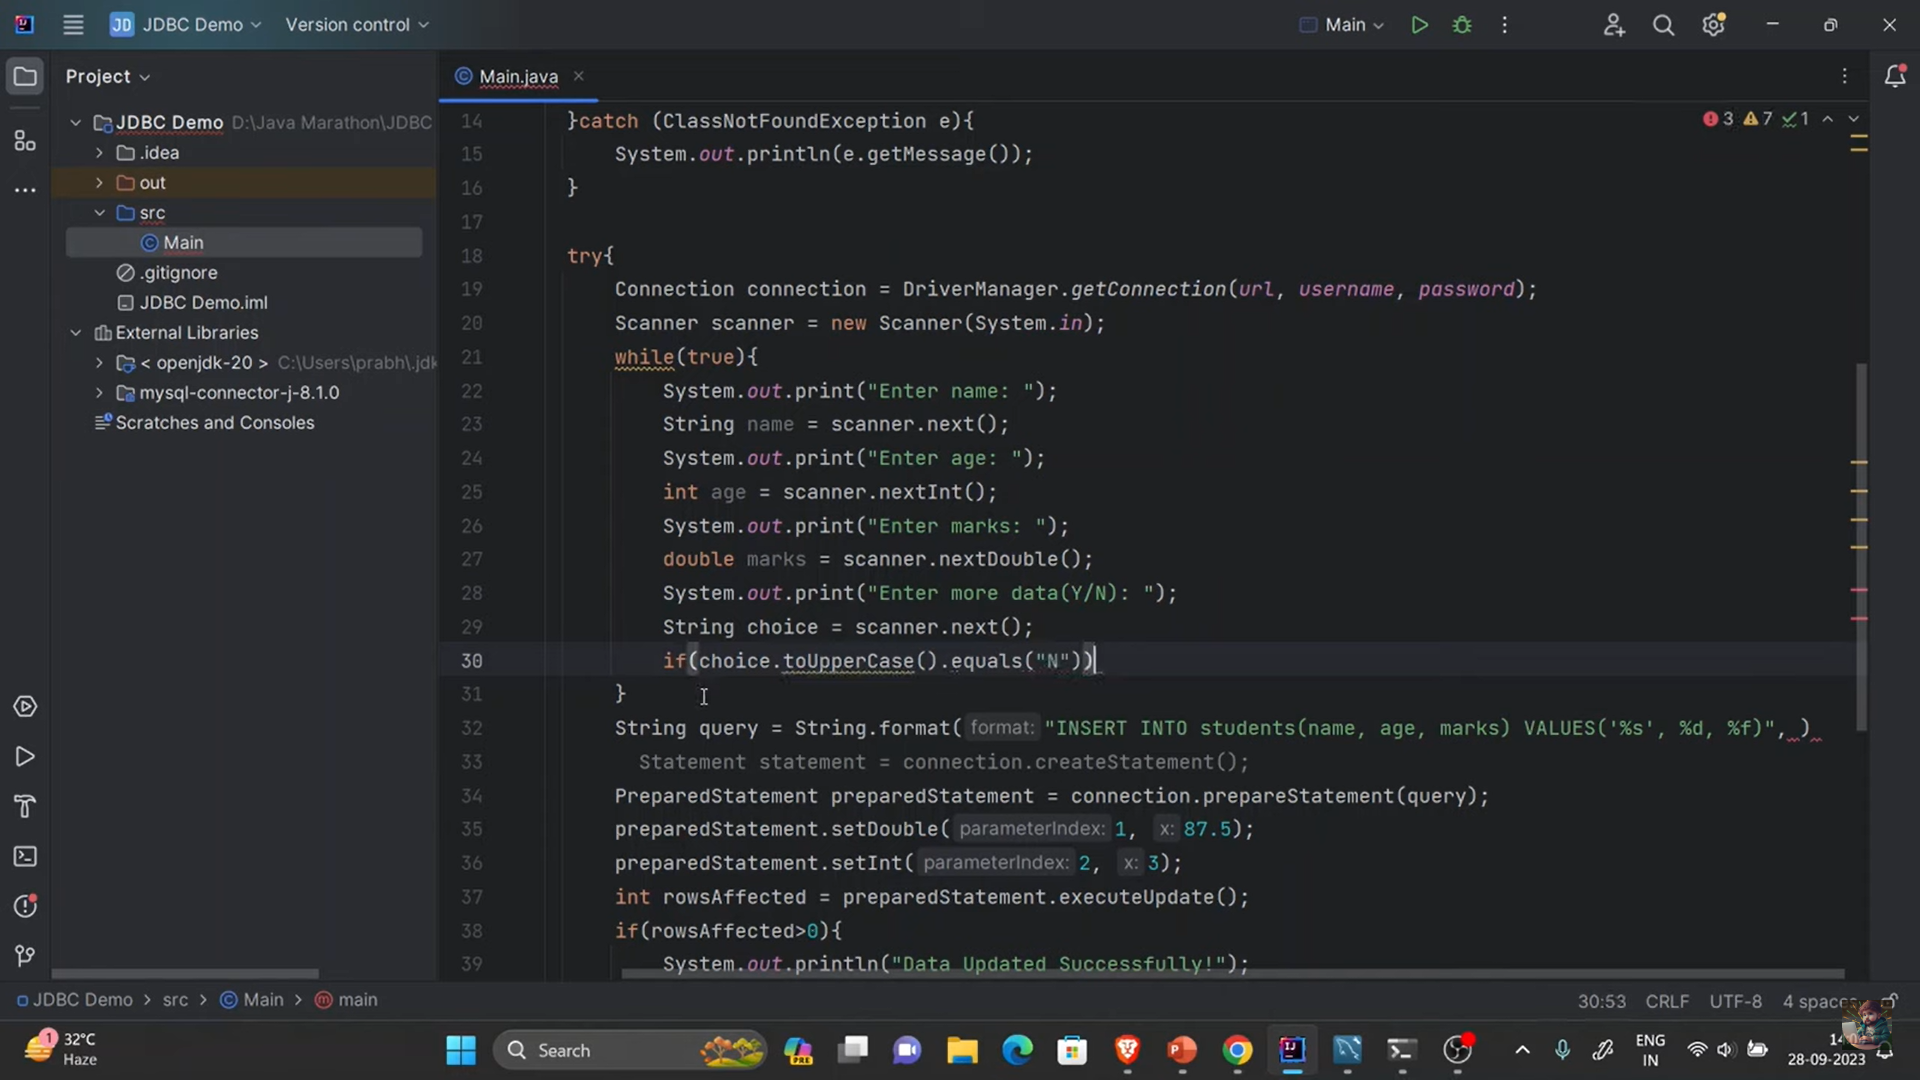 JD JDBC Demo Version control Main
Project
Main.java
JDBC Demo D:\Java Marathon\JDBC
.idea
out
src
Main
.gitignore
JDBC Demo.iml
External Libraries
< openjdk-20 > C:\Users\prabh\.jdk
mysql-connector-j-8.1.0
Scratches and Consoles
3 7 1
14 }catch (ClassNotFoundException e){
15 System.out.println(e.getMessage());
16 }
17
18 try{
19 Connection connection = DriverManager.getConnection(url, username, password);
20 Scanner scanner = new Scanner(System.in);
21 while(true){
22 System.out.print("Enter name: ");
23 String name = scanner.next();
24 System.out.print("Enter age: ");
25 int age = scanner.nextInt();
26 System.out.print("Enter marks: ");
27 double marks = scanner.nextDouble();
28 System.out.print("Enter more data(Y/N): ");
29 String choice = scanner.next();
30 if(choice.toUpperCase().equals("N"))
31 }
32 String query = String.format( format: "INSERT INTO students(name, age, marks) VALUES('%s', %d, %f)", )
33 Statement statement = connection.createStatement();
34 PreparedStatement preparedStatement = connection.prepareStatement(query);
35 preparedStatement.setDouble( parameterIndex: 1, x: 87.5);
36 preparedStatement.setInt( parameterIndex: 2, x: 3);
37 int rowsAffected = preparedStatement.executeUpdate();
38 if(rowsAffected>0){
39 System.out.println("Data Updated Successfully!");
JDBC Demo > src > Main > main
30:53 CRLF UTF-8 4 spaces
1 32°C
Haze
Search
PRE
ENG
IN
28-09-2023